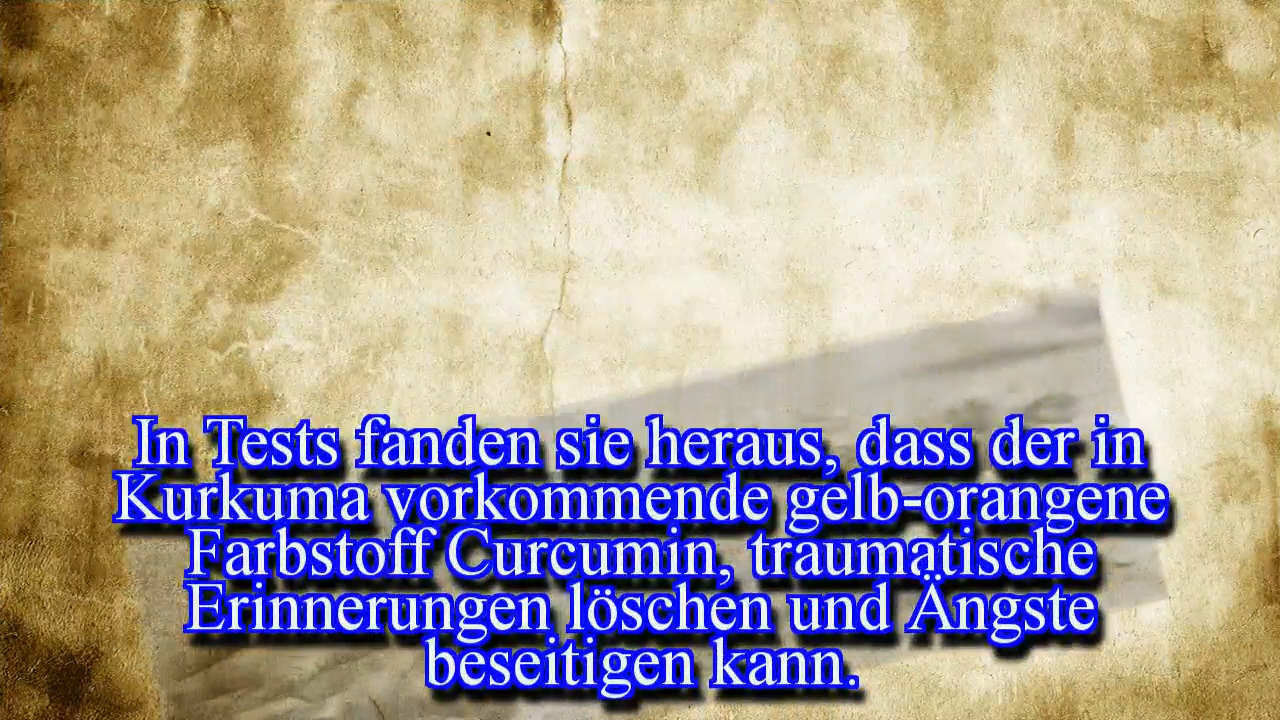 In Tests fanden sie heraus, dass der in
Kurkuma vorkommende gelb-orangene
Farbstoff Curcumin, traumatische
Erinnerungen löschen und Ängste
beseitigen kann.